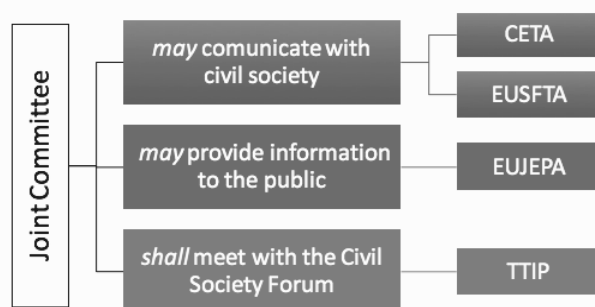 Joint Committee
may comunicate with
civil society
CETA
EUSFTA
may provide information
to the public
EUJEPA
shall meet with the Civil
Society Forum
TTIP